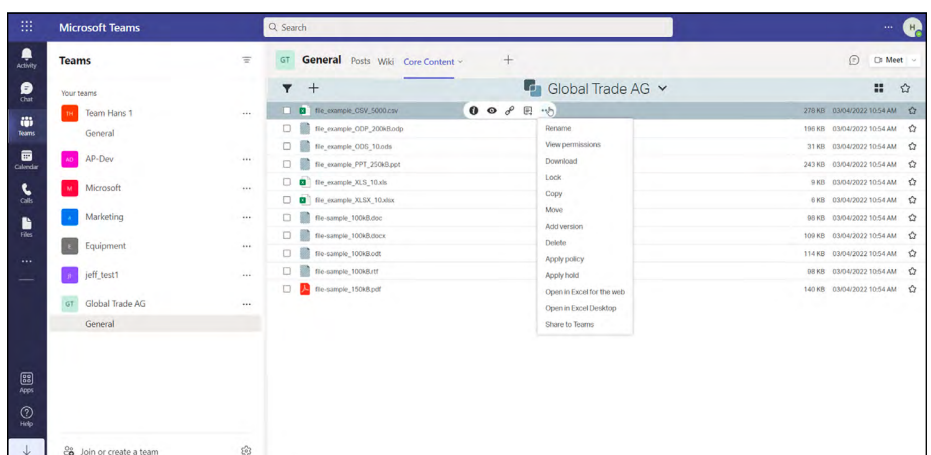 Microsoft Teams
Search
H
Activity
Chat
Teams
Calendar
Calls
Files
Apps
Help
Teams
Your teams
TH Team Hans 1
General
AD AP-Dev
M Microsoft
Marketing
E Equipment
jeff_test1
GT Global Trade AG
General
Join or create a team
GT General Posts Wiki Core Content
Meet
Global Trade AG
file_example_CSV_5000.csv 276 KB 03/04/2022 10:54 AM
file_example_ODP_200kB.odp 196 KB 03/04/2022 10:54 AM
file_example_ODS_10.ods 31 KB 03/04/2022 10:54 AM
file_example_PPT_250kB.ppt 243 KB 03/04/2022 10:54 AM
file_example_XLS_10.xls 9 KB 03/04/2022 10:54 AM
file_example_XLSX_10.xlsx 6 KB 03/04/2022 10:54 AM
file-sample_100kB.doc 98 KB 03/04/2022 10:54 AM
file-sample_100kB.docx 109 KB 03/04/2022 10:54 AM
file-sample_100kB.odt 114 KB 03/04/2022 10:54 AM
file-sample_100kB.rtf 98 KB 03/04/2022 10:54 AM
file-sample_150kB.pdf 140 KB 03/04/2022 10:54 AM
Rename
View permissions
Download
Lock
Copy
Move
Add version
Delete
Apply policy
Apply hold
Open in Excel for the web
Open in Excel Desktop
Share to Teams